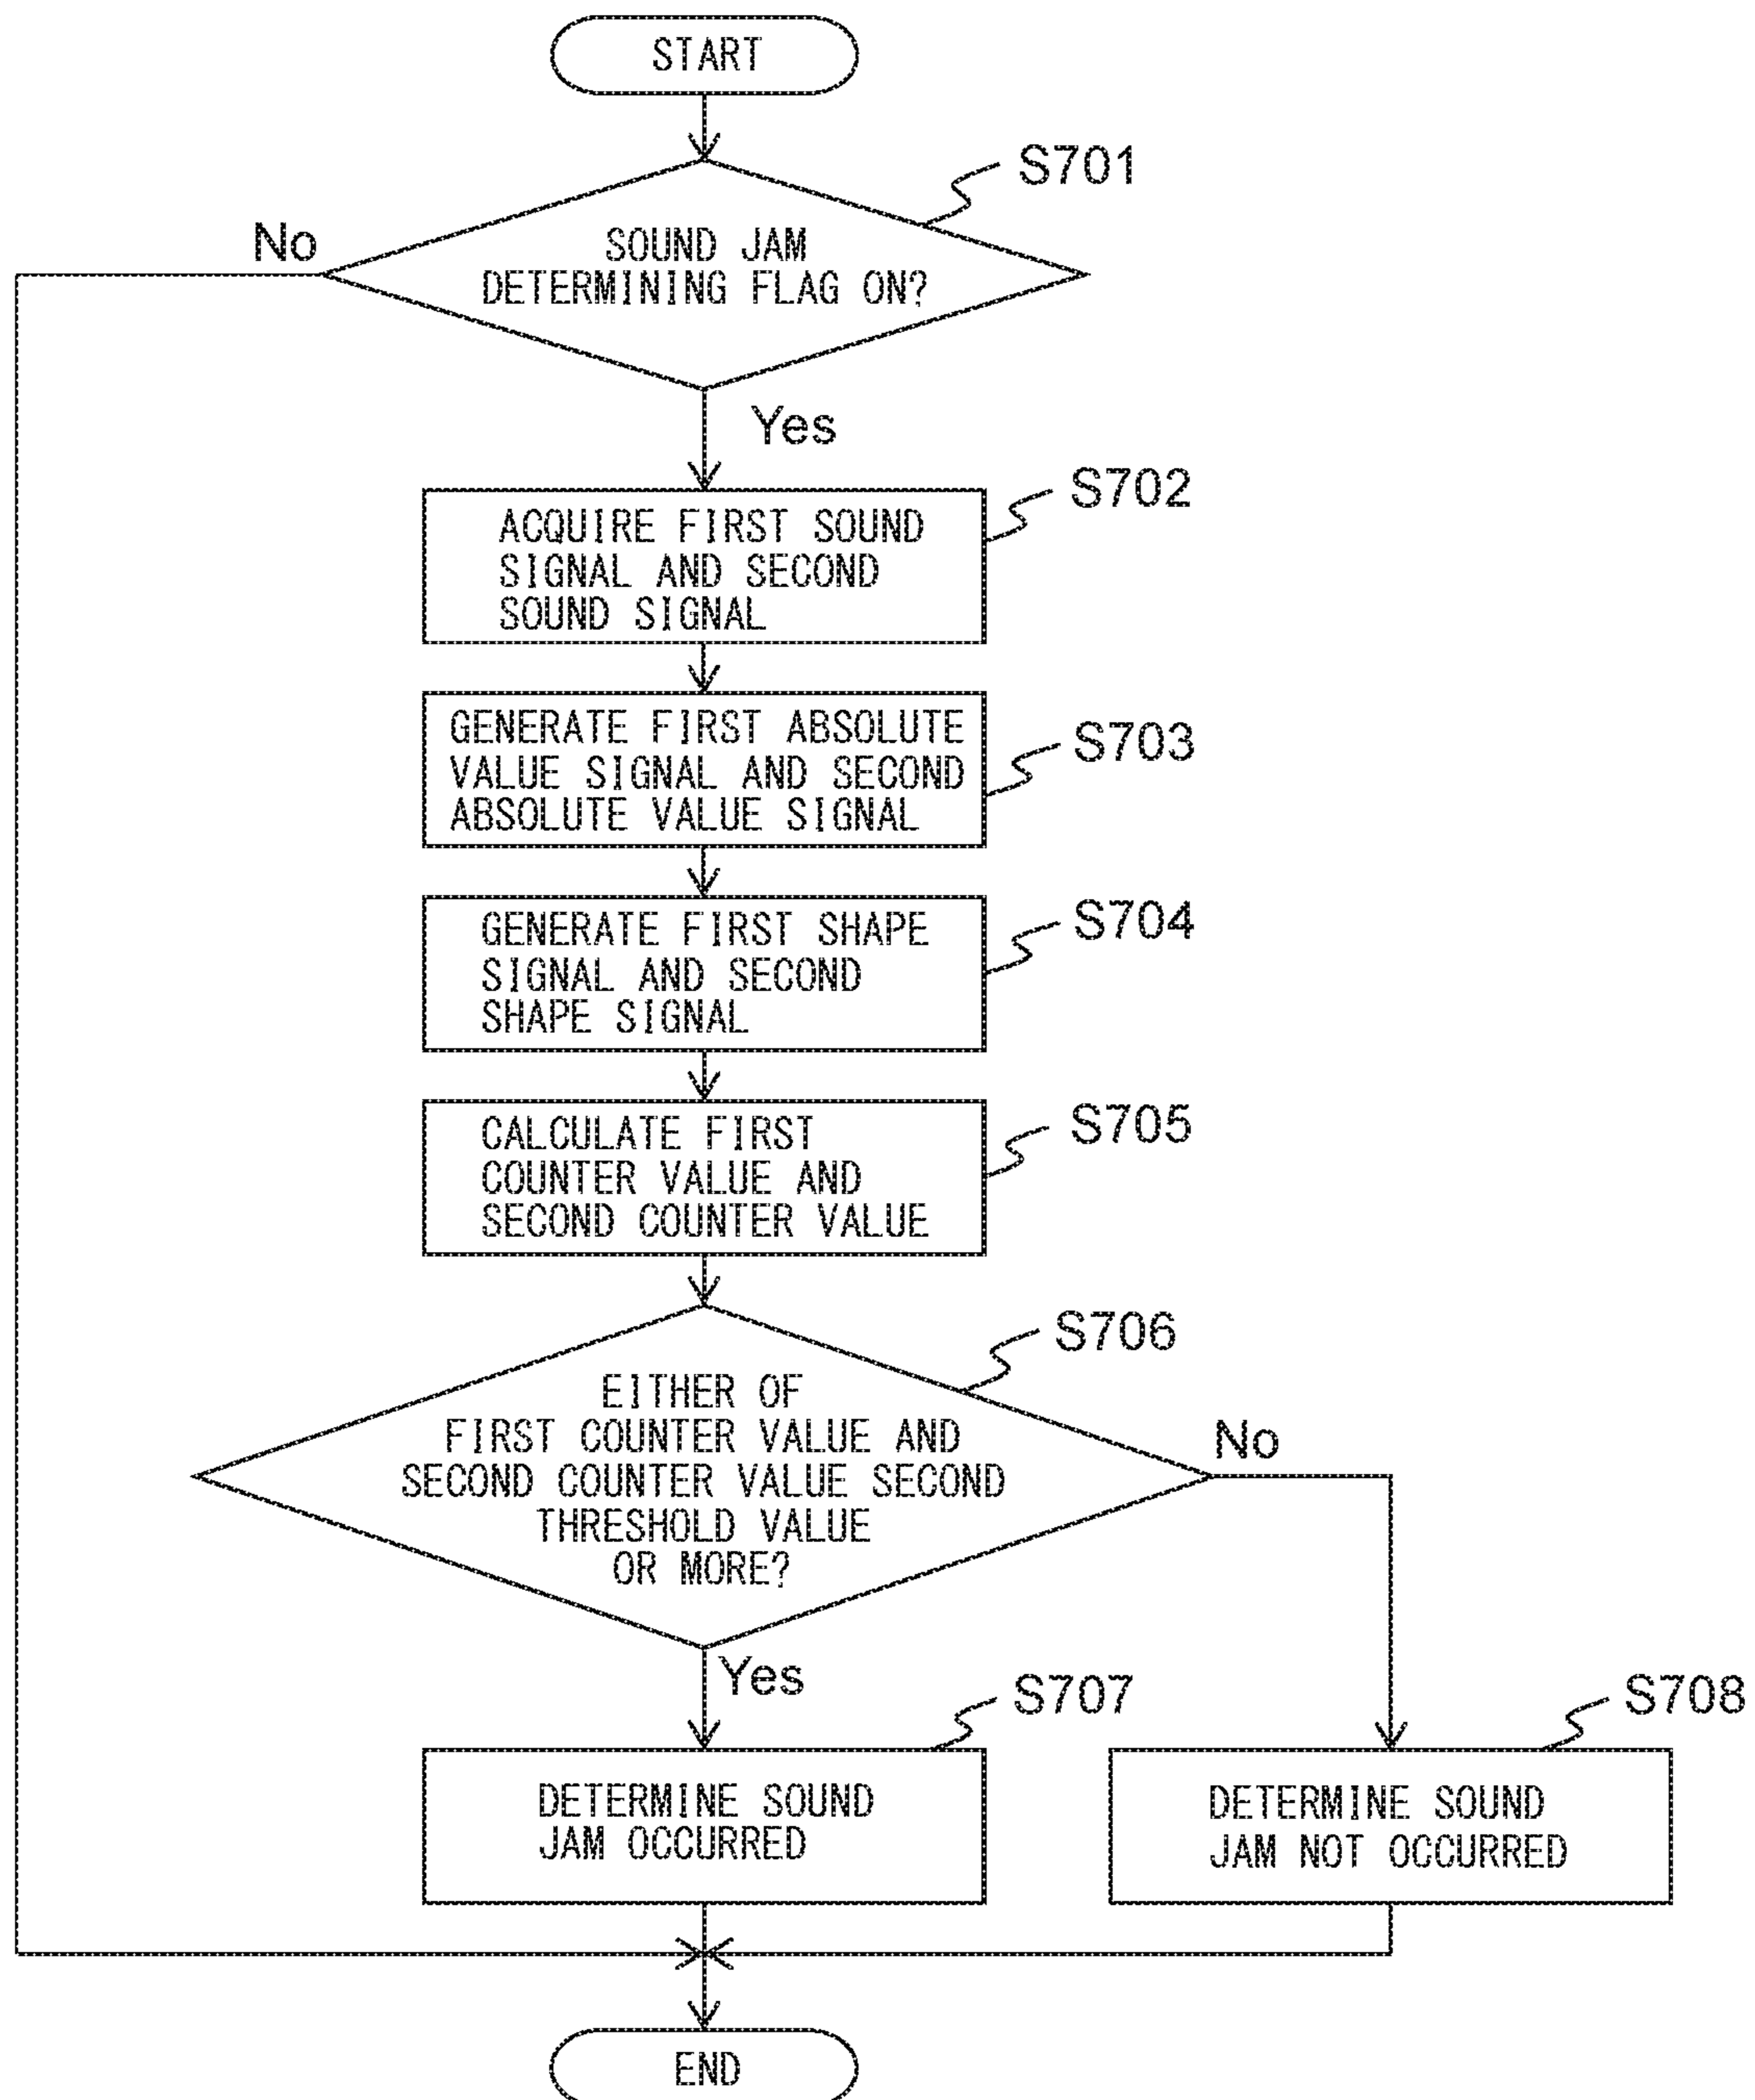 START
S701
No
SOUND JAM
DETERMINING FLAG ON?
Yes
S702
ACQUIRE FIRST SOUND
SIGNAL AND SECOND
SOUND SIGNAL
S703
GENERATE FIRST ABSOLUTE
VALUE SIGNAL AND SECOND
ABSOLUTE VALUE SIGNAL
S704
GENERATE FIRST SHAPE
SIGNAL AND SECOND
SHAPE SIGNAL
S705
CALCULATE FIRST
COUNTER VALUE AND
SECOND COUNTER VALUE
S706
EITHER OF
FIRST COUNTER VALUE AND
SECOND COUNTER VALUE SECOND
THRESHOLD VALUE
OR MORE?
No
Yes
S707
S708
DETERMINE SOUND
JAM OCCURRED
DETERMINE SOUND
JAM NOT OCCURRED
END